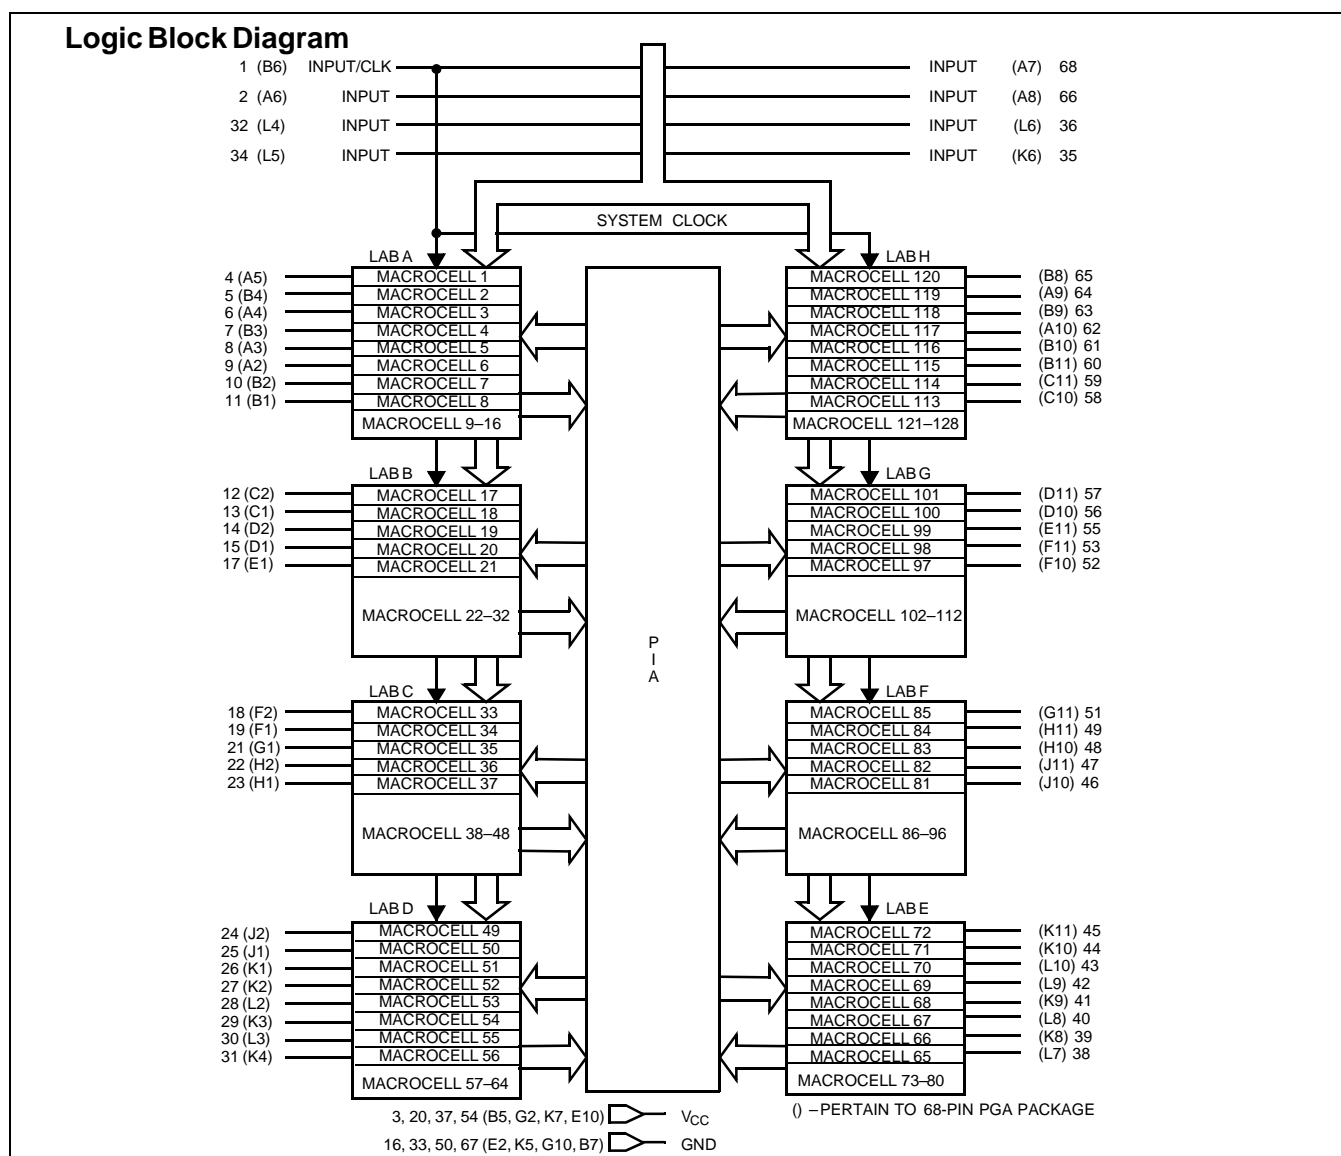 Logic Block Diagram
1 (B6) INPUT/CLK INPUT (A7) 68
2 (A6) INPUT INPUT (A8) 66
32 (L4) INPUT INPUT (L6) 36
34 (L5) INPUT INPUT (K6) 35
SYSTEM CLOCK
LAB A LAB H
4 (A5) MACROCELL 1 MACROCELL 120 (B8) 65
5 (B4) MACROCELL 2 MACROCELL 119 (A9) 64
6 (A4) MACROCELL 3 MACROCELL 118 (B9) 63
7 (B3) MACROCELL 4 MACROCELL 117 (A10) 62
8 (A3) MACROCELL 5 MACROCELL 116 (B10) 61
9 (A2) MACROCELL 6 MACROCELL 115 (B11) 60
10 (B2) MACROCELL 7 MACROCELL 114 (C11) 59
11 (B1) MACROCELL 8 MACROCELL 113 (C10) 58
MACROCELL 9–16 MACROCELL 121–128
LAB B LAB G
12 (C2) MACROCELL 17 MACROCELL 101 (D11) 57
13 (C1) MACROCELL 18 MACROCELL 100 (D10) 56
14 (D2) MACROCELL 19 MACROCELL 99 (E11) 55
15 (D1) MACROCELL 20 MACROCELL 98 (F11) 53
17 (E1) MACROCELL 21 MACROCELL 97 (F10) 52
MACROCELL 22–32 MACROCELL 102–112
P
I
A
LAB C LAB F
18 (F2) MACROCELL 33 MACROCELL 85 (G11) 51
19 (F1) MACROCELL 34 MACROCELL 84 (H11) 49
21 (G1) MACROCELL 35 MACROCELL 83 (H10) 48
22 (H2) MACROCELL 36 MACROCELL 82 (J11) 47
23 (H1) MACROCELL 37 MACROCELL 81 (J10) 46
MACROCELL 38–48 MACROCELL 86–96
LAB D LAB E
24 (J2) MACROCELL 49 MACROCELL 72 (K11) 45
25 (J1) MACROCELL 50 MACROCELL 71 (K10) 44
26 (K1) MACROCELL 51 MACROCELL 70 (L10) 43
27 (K2) MACROCELL 52 MACROCELL 69 (L9) 42
28 (L2) MACROCELL 53 MACROCELL 68 (K9) 41
29 (K3) MACROCELL 54 MACROCELL 67 (L8) 40
30 (L3) MACROCELL 55 MACROCELL 66 (K8) 39
31 (K4) MACROCELL 56 MACROCELL 65 (L7) 38
MACROCELL 57–64 MACROCELL 73–80
3, 20, 37, 54 (B5, G2, K7, E10) VCC () – PERTAIN TO 68-PIN PGA PACKAGE
16, 33, 50, 67 (E2, K5, G10, B7) GND